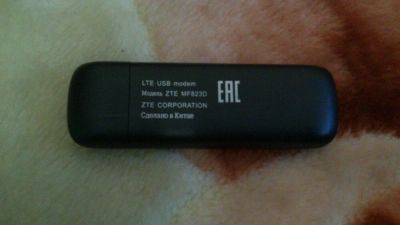 LTE USB modem
Модель ZTE MF823D
ZTE CORPORATION
Сделано в Китае
EAC